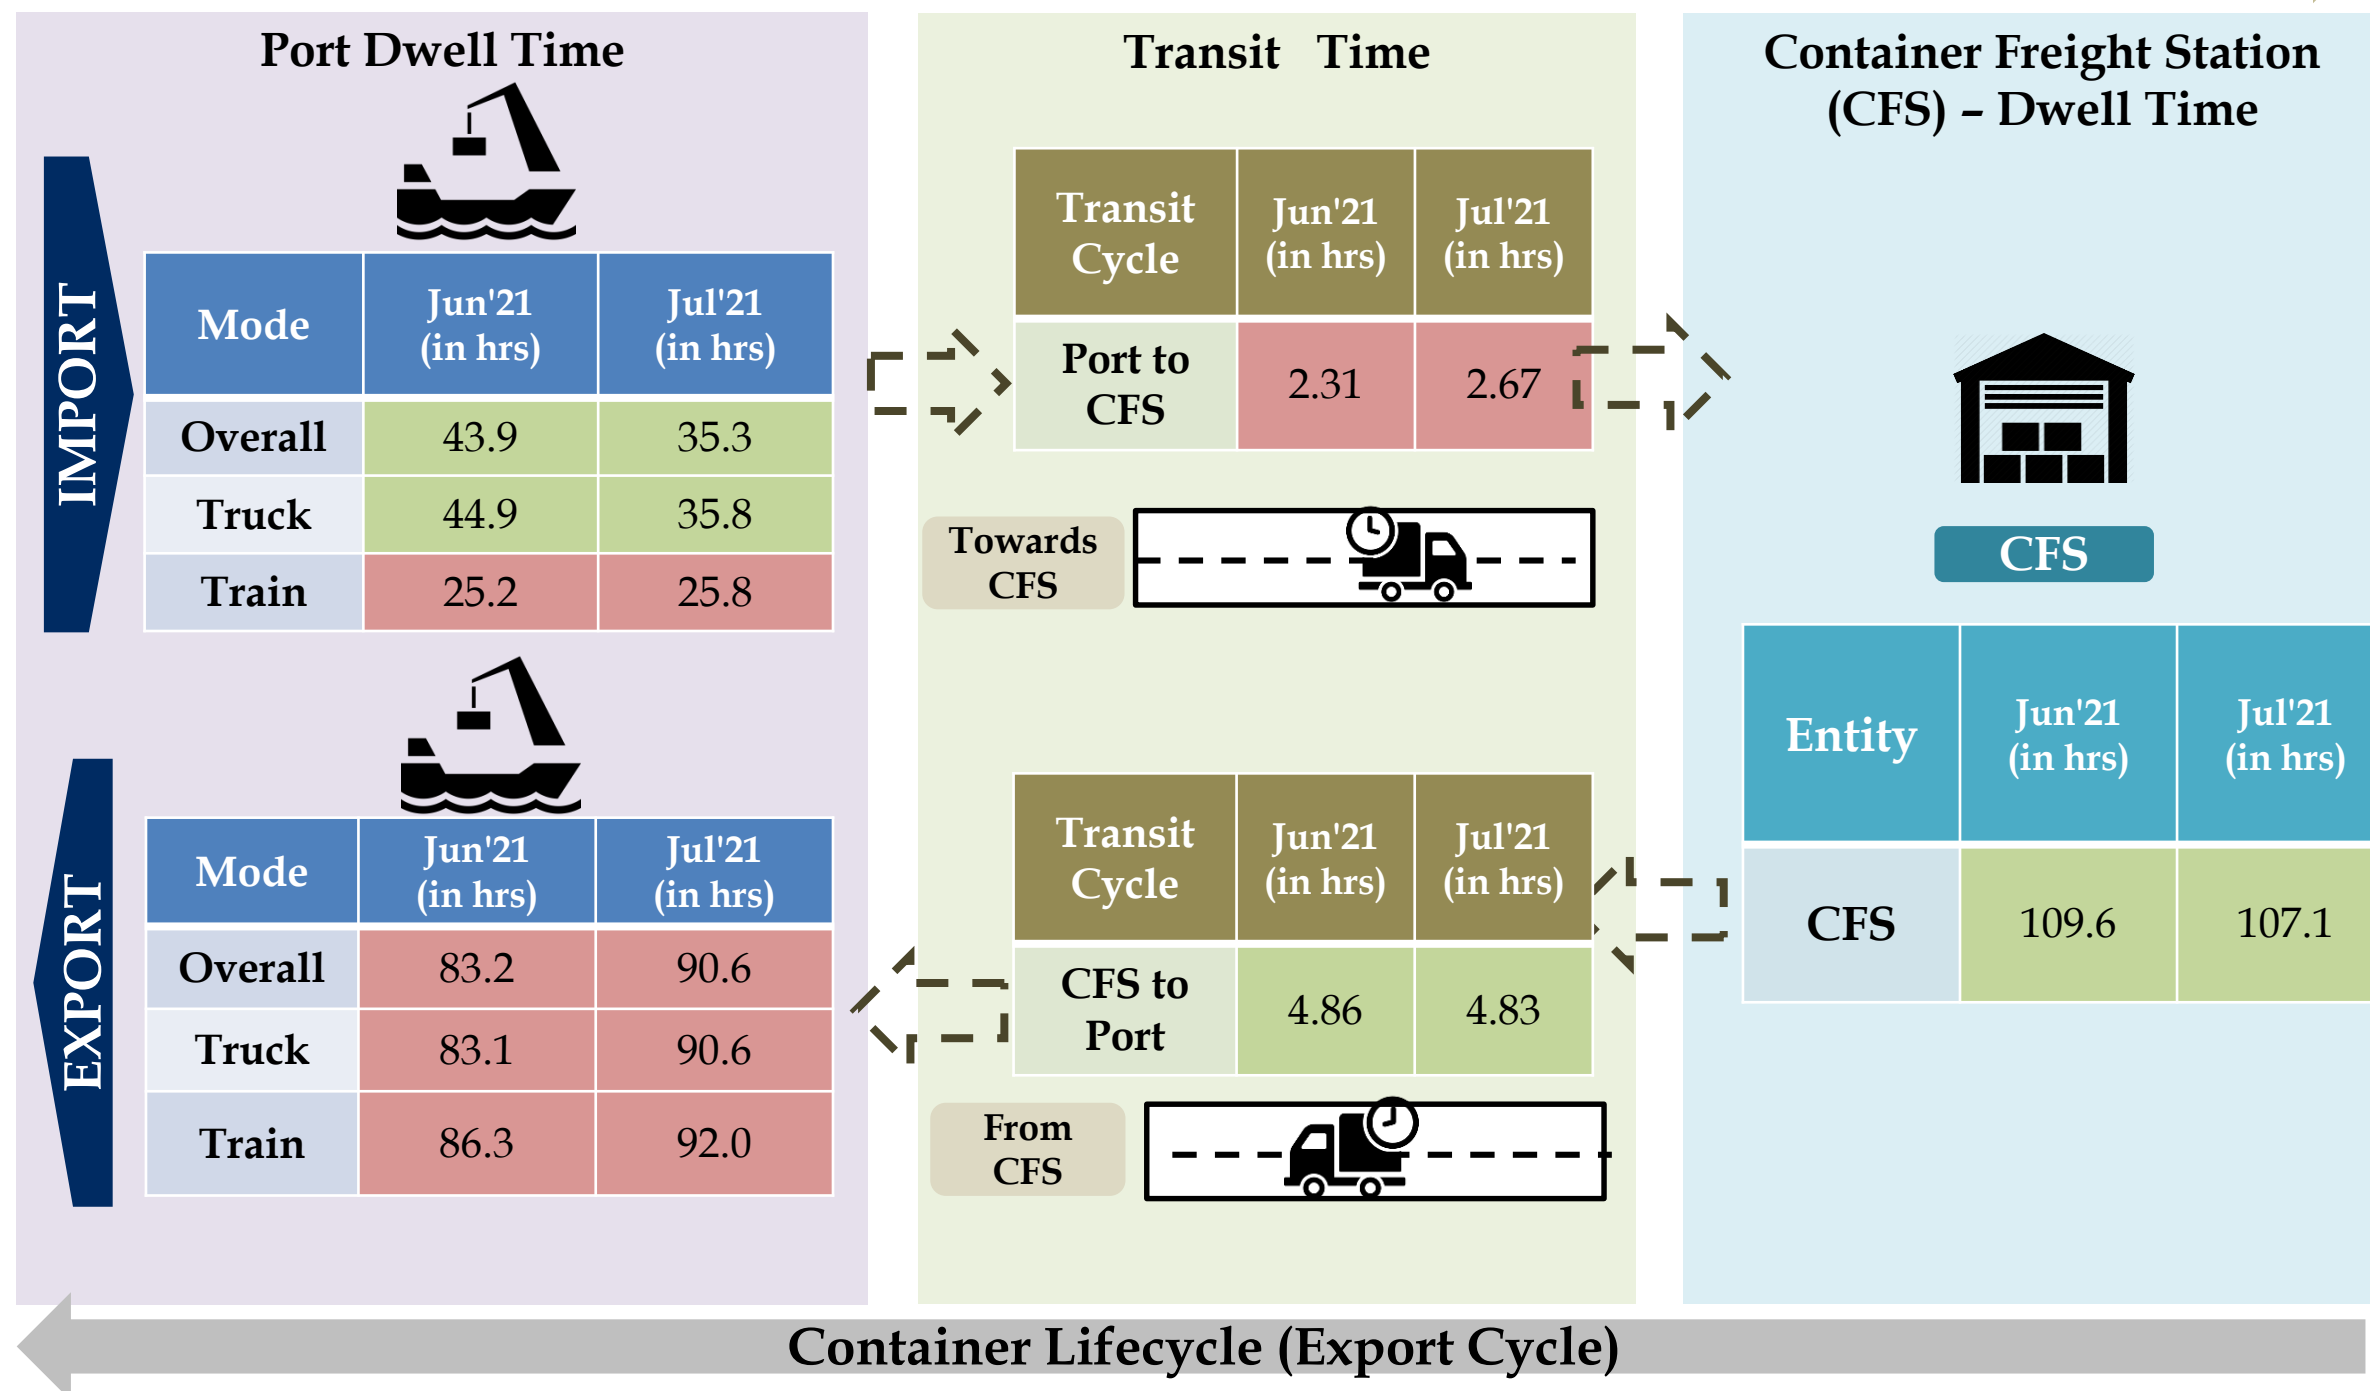 Port Dwell Time
IMPORT
Mode Jun'21 (in hrs) Jul'21 (in hrs)
Overall 43.9 35.3
Truck 44.9 35.8
Train 25.2 25.8
EXPORT
Mode Jun'21 (in hrs) Jul'21 (in hrs)
Overall 83.2 90.6
Truck 83.1 90.6
Train 86.3 92.0
Transit Time
Transit Cycle Jun'21 (in hrs) Jul'21 (in hrs)
Port to CFS 2.31 2.67
Towards
CFS
Transit Cycle Jun'21 (in hrs) Jul'21 (in hrs)
CFS to Port 4.86 4.83
From
CFS
Container Freight Station
(CFS) – Dwell Time
CFS
Entity Jun'21 (in hrs) Jul'21 (in hrs)
CFS 109.6 107.1
Container Lifecycle (Export Cycle)